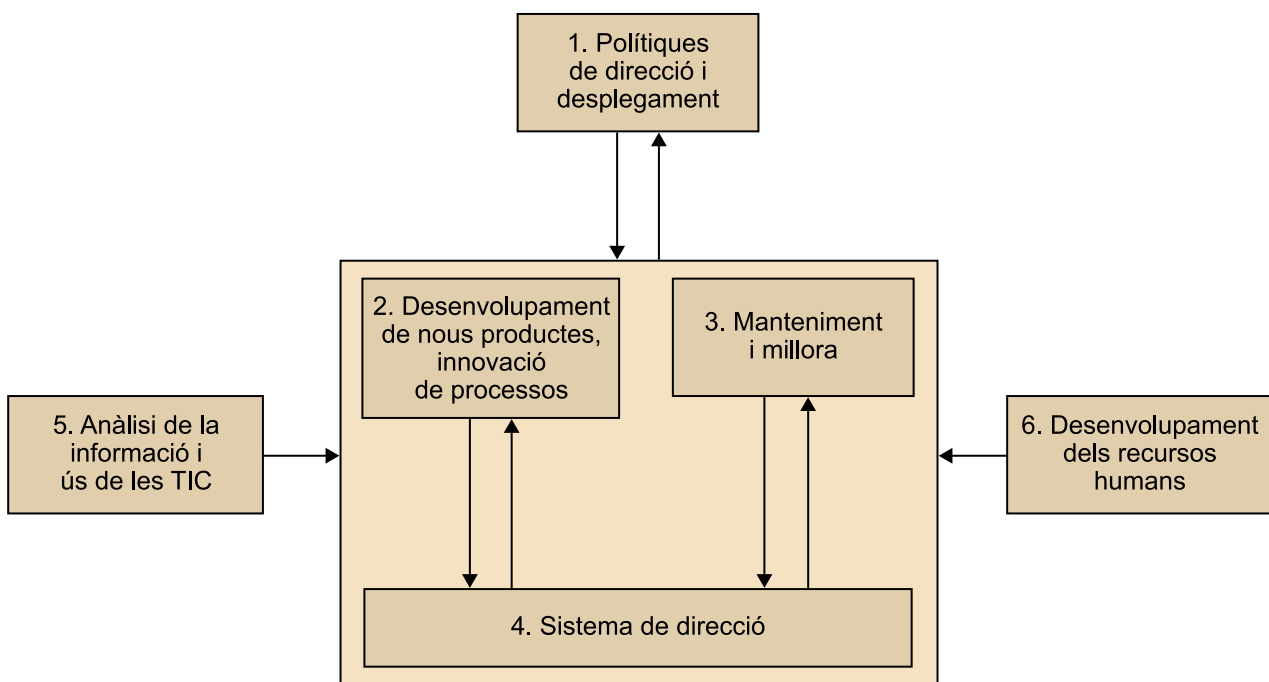 1. Polítiques
de direcció i
desplegament
2. Desenvolupament
de nous productes,
innovació
de processos
3. Manteniment
i millora
5. Anàlisi de la
informació i
ús de les TIC
6. Desenvolupament
dels recursos
humans
4. Sistema de direcció